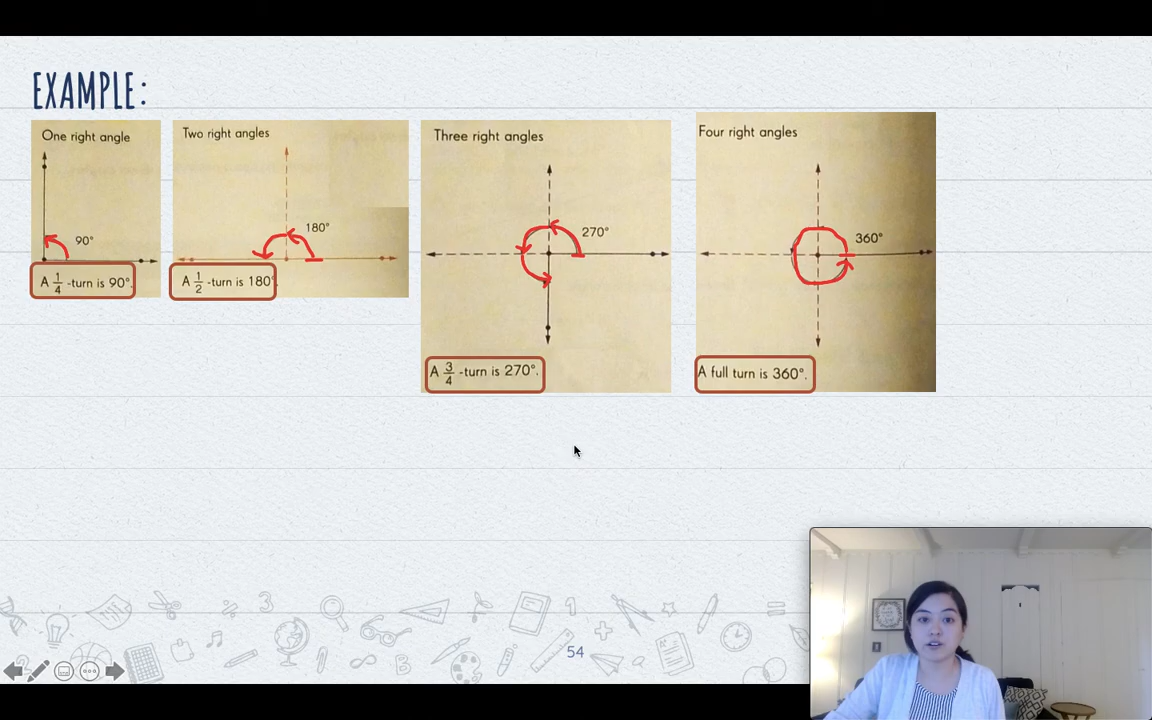 EXAMPLE:
One right angle
90°
A 1/4 -turn is 90°.
Two right angles
180°
A 1/2 -turn is 180°
Three right angles
270°
A 3/4 -turn is 270°.
Four right angles
360°
A full turn is 360°.
54